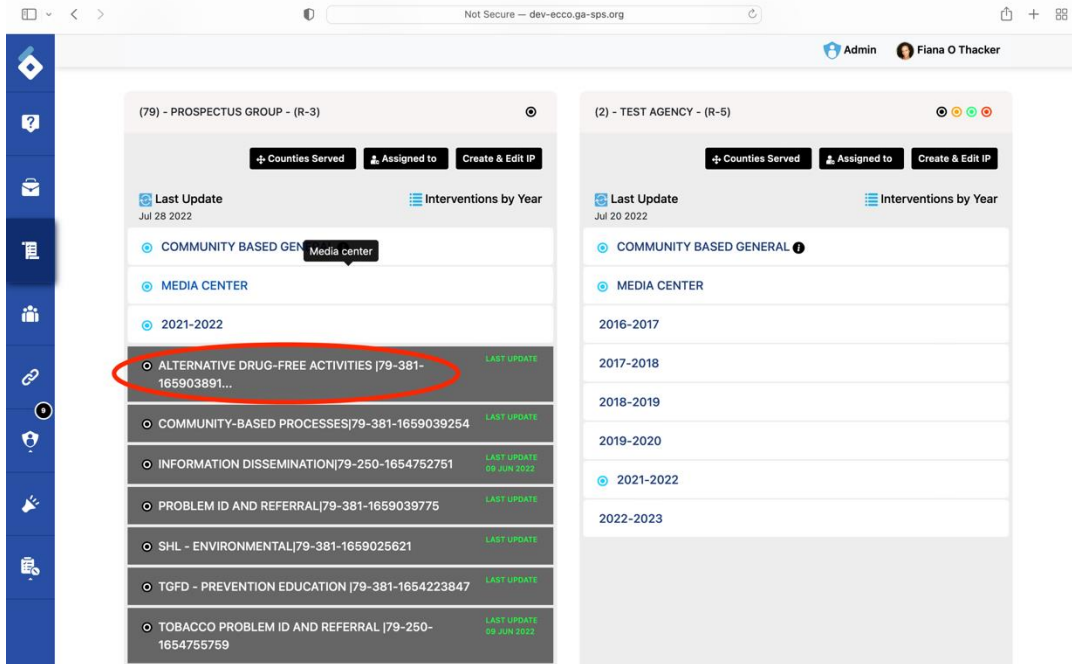 Not Secure — dev-ecco.ga-sps.org
Admin
Fiana O Thacker
(79) - PROSPECTUS GROUP - (R-3)
Counties Served
Assigned to
Create & Edit IP
Last Update
Interventions by Year
Jul 28 2022
COMMUNITY BASED GEN
Media center
MEDIA CENTER
2021-2022
ALTERNATIVE DRUG-FREE ACTIVITIES |79-381-
165903891...
LAST UPDATE
COMMUNITY-BASED PROCESSES|79-381-1659039254
LAST UPDATE
INFORMATION DISSEMINATION|79-250-1654752751
LAST UPDATE
09 JUN 2022
PROBLEM ID AND REFERRAL|79-381-1659039775
LAST UPDATE
SHL - ENVIRONMENTAL|79-381-1659025621
LAST UPDATE
TGFD - PREVENTION EDUCATION |79-381-1654223847
LAST UPDATE
TOBACCO PROBLEM ID AND REFERRAL |79-250-
1654755759
LAST UPDATE
09 JUN 2022
(2) - TEST AGENCY - (R-5)
Counties Served
Assigned to
Create & Edit IP
Last Update
Interventions by Year
Jul 20 2022
COMMUNITY BASED GENERAL
MEDIA CENTER
2016-2017
2017-2018
2018-2019
2019-2020
2021-2022
2022-2023
9